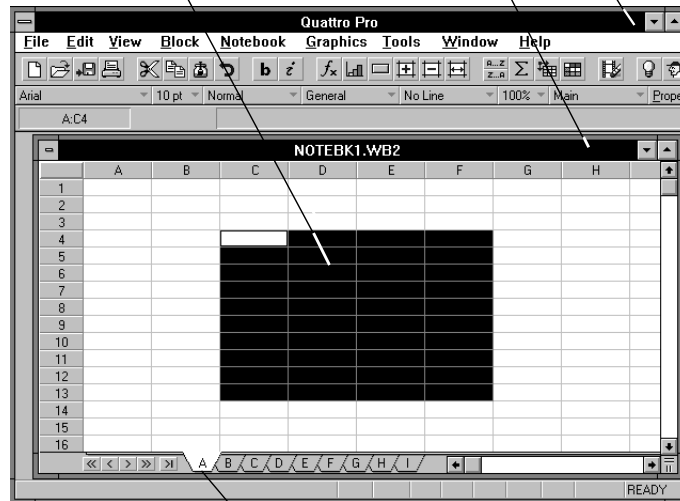 Quattro Pro
File Edit View Block Notebook Graphics Tools Window Help
b i fx A...Z Z...A Σ
Arial 10 pt Normal General No Line 100% Main Prope
A:C4
NOTEBK1.WB2
A B C D E F G H
1
2
3
4
5
6
7
8
9
10
11
12
13
14
15
16
A B C D E F G H I
READY